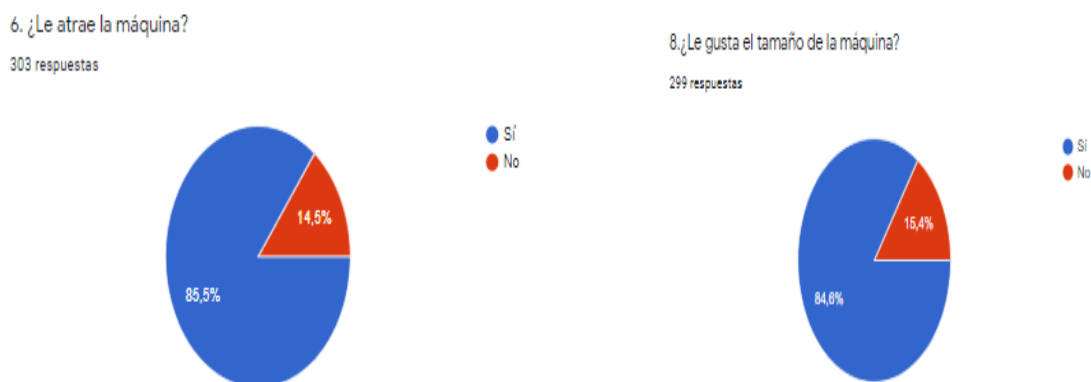 6. ¿Le atrae la máquina?
303 respuestas
Sí
No
14,5%
85,5%
8.¿Le gusta el tamaño de la máquina?
299 respuestas
Sí
No
15,4%
84,6%